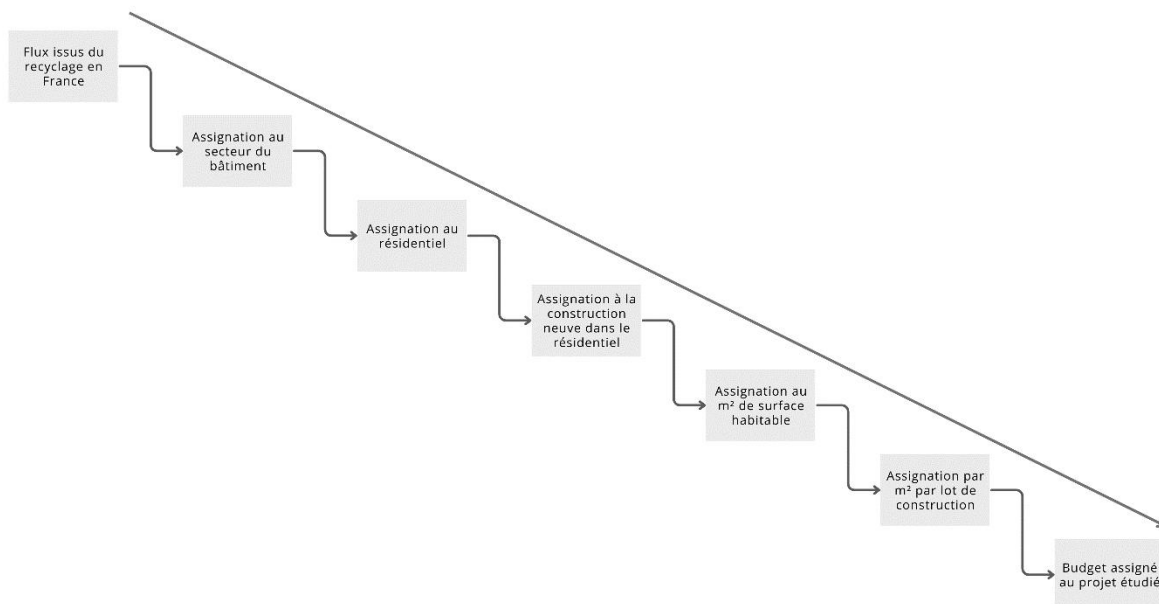 Flux issus du
recyclage en
France
Assignation au
secteur du
bâtiment
Assignation au
résidentiel
Assignation à la
construction
neuve dans le
résidentiel
Assignation au
m² de surface
habitable
Assignation par
m² par lot de
construction
Budget assigné
au projet étudié